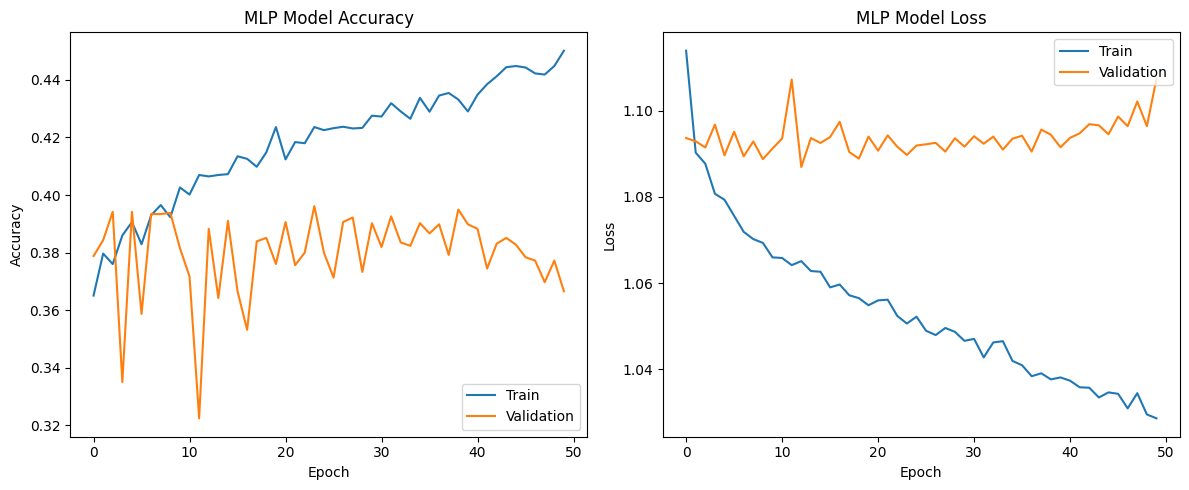 MLP Model Accuracy
Accuracy
0.44
0.42
0.40
0.38
0.36
0.34
0.32
Train
Validation
0 10 20 30 40 50
Epoch
MLP Model Loss
Loss
1.10
1.08
1.06
1.04
Train
Validation
0 10 20 30 40 50
Epoch